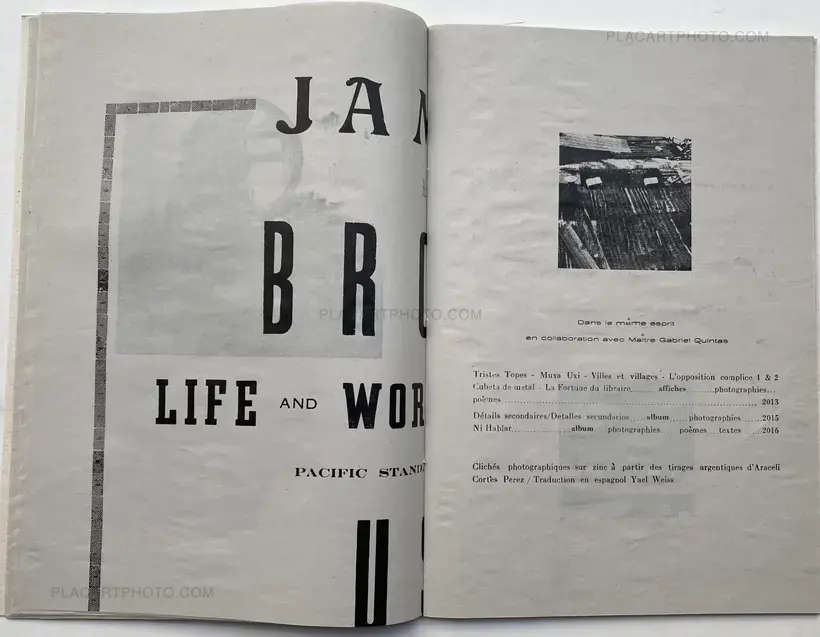 JA
BRO
LIFE AND WOR
PACIFIC STAND
U
PLACARTPHOTO.COM
PLACARTPHOTO.COM
PLACARTPHOTO.COM
Dans le même esprit
en collaboration avec Maître Gabriel Quintas
Tristes Topes - Muxa Uxi - Villes et villages - L'opposition complice 1 & 2
Cubeta de metal - La Fortune du libraire........ affiches ........photographies...
poèmes ........................................................................ 2013
Détails secondaires/Detalles secundarios...album......photographies.....2015
Ni Hablar...............album photographies poèmes textes ....2016
Clichés photographiques sur zinc à partir des tirages argentiques d'Araceli
Cortès Perez / Traduction en espagnol Yael Weiss